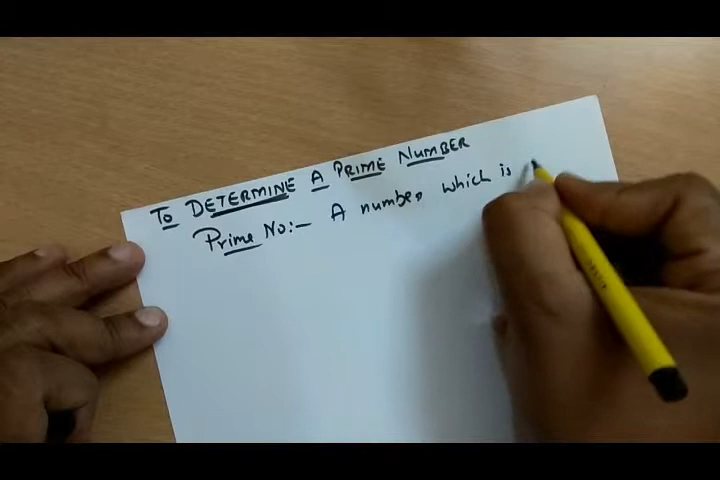 TO DETERMINE A PRIME NUMBER
Prime No:- A number, which is